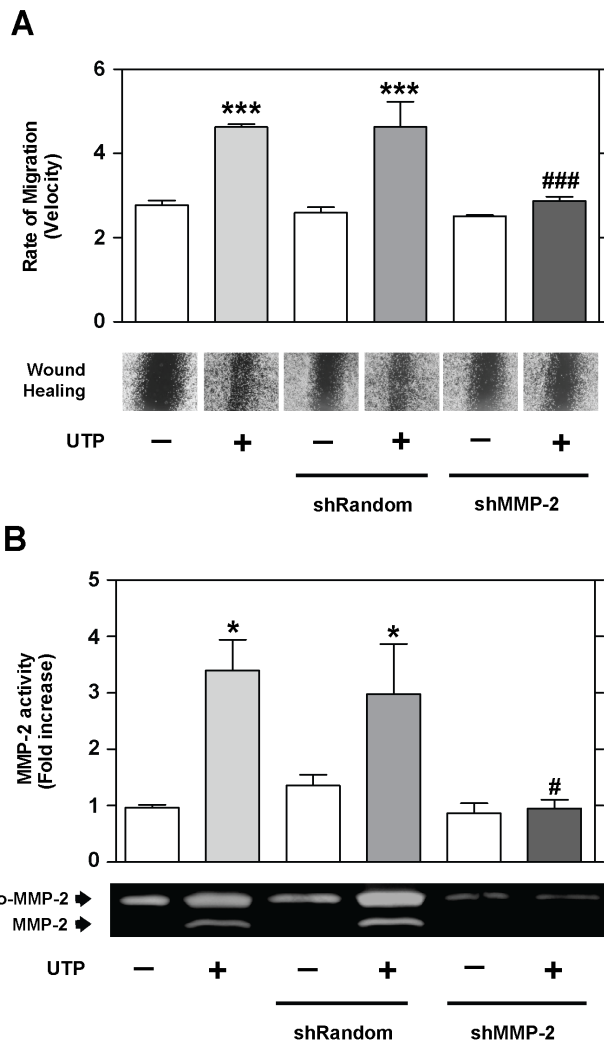 A
6
4
2
0
Rate of Migration
(Velocity)
***
***
###
Wound
Healing
UTP − + − + − +
shRandom shMMP-2
B
5
4
3
2
1
0
MMP-2 activity
(Fold increase)
*
*
#
o-MMP-2
MMP-2
UTP − + − + − +
shRandom shMMP-2